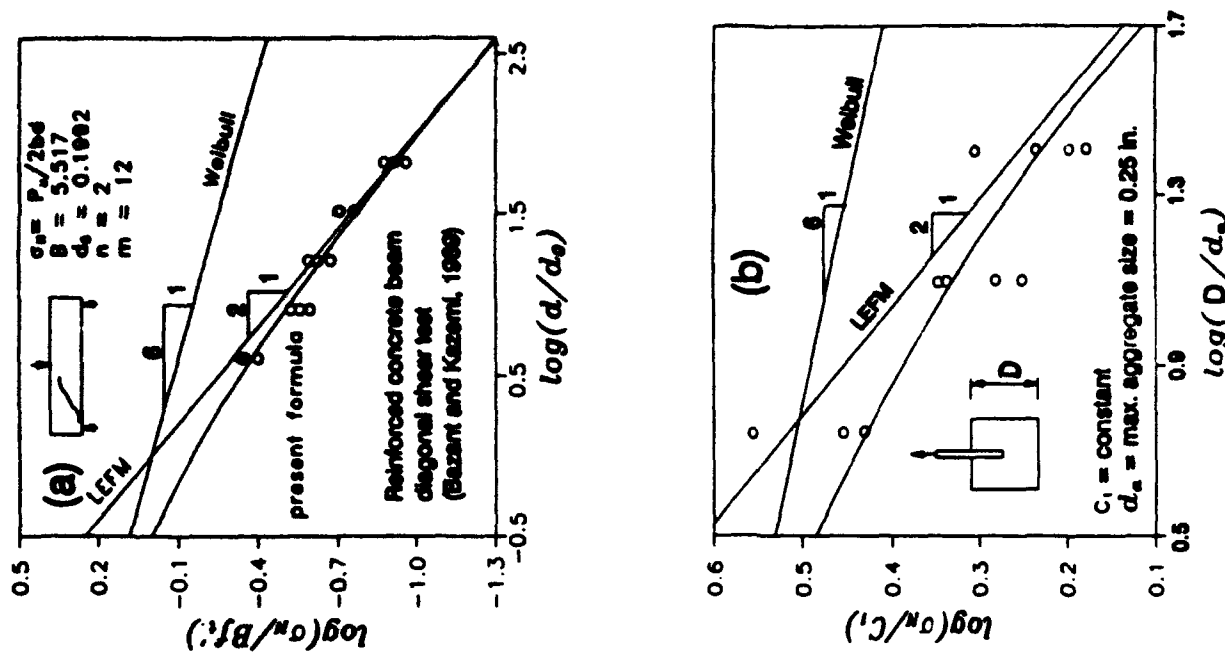 (a)
σₙ = Pᵤ/2bd
B = 5.517
d₀ = 0.1982
n = 2
m = 12
LEFM
Weibull
6
1
2
1
present formula
Reinforced concrete beam
diagonal shear test
(Bazant and Kazemi, 1989)
0.5
0.2
-0.1
-0.4
-0.7
-1.0
-1.3
log(σN/Bfₜ')
-0.5
0.5
1.5
2.5
log(d/d₀)
(b)
Weibull
6
1
LEFM
2
1
D
C₁ = constant
dₐ = max. aggregate size = 0.25 in.
0.6
0.5
0.4
0.3
0.2
0.1
log(σN/C₁)
0.5
0.9
1.3
1.7
log(D/dₐ)